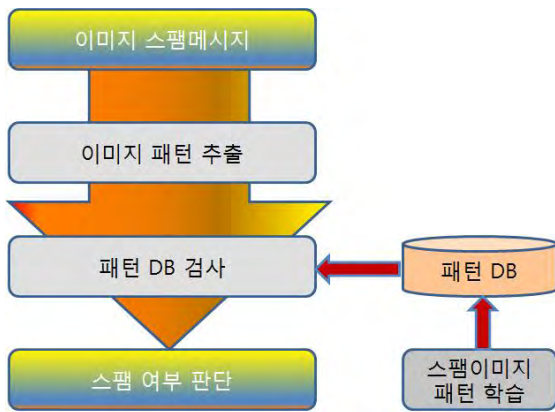 이미지 스팸메시지
이미지 패턴 추출
패턴 DB 검사
패턴 DB
스팸 여부 판단
스팸이미지
패턴 학습